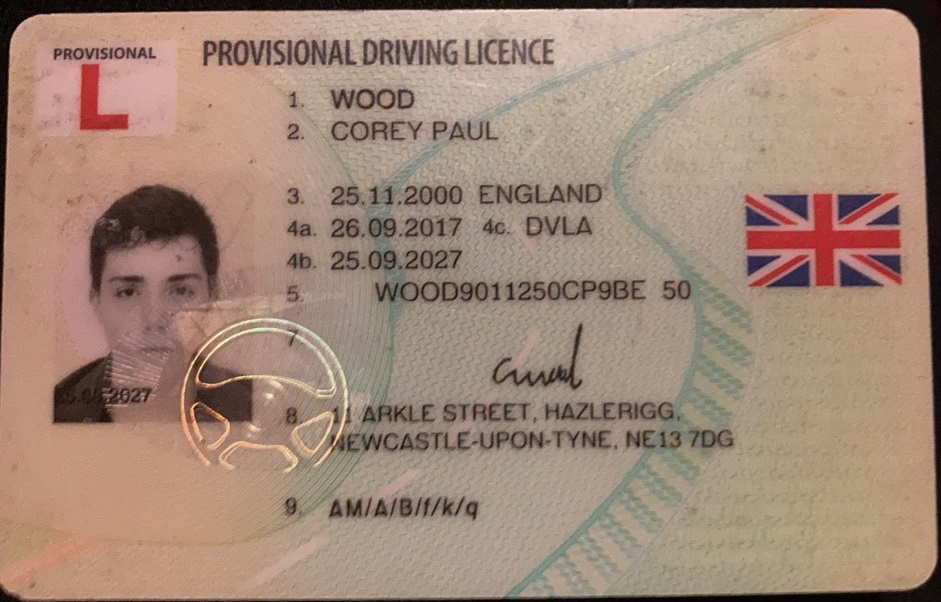 PROVISIONAL
L
PROVISIONAL DRIVING LICENCE
1. WOOD
2. COREY PAUL
3. 25.11.2000 ENGLAND
4a. 26.09.2017 4c. DVLA
4b. 25.09.2027
5. WOOD9011250CP9BE 50
7
8. 11 ARKLE STREET, HAZLERIGG,
NEWCASTLE-UPON-TYNE, NE13 7DG
9. AM/A/B/f/k/q